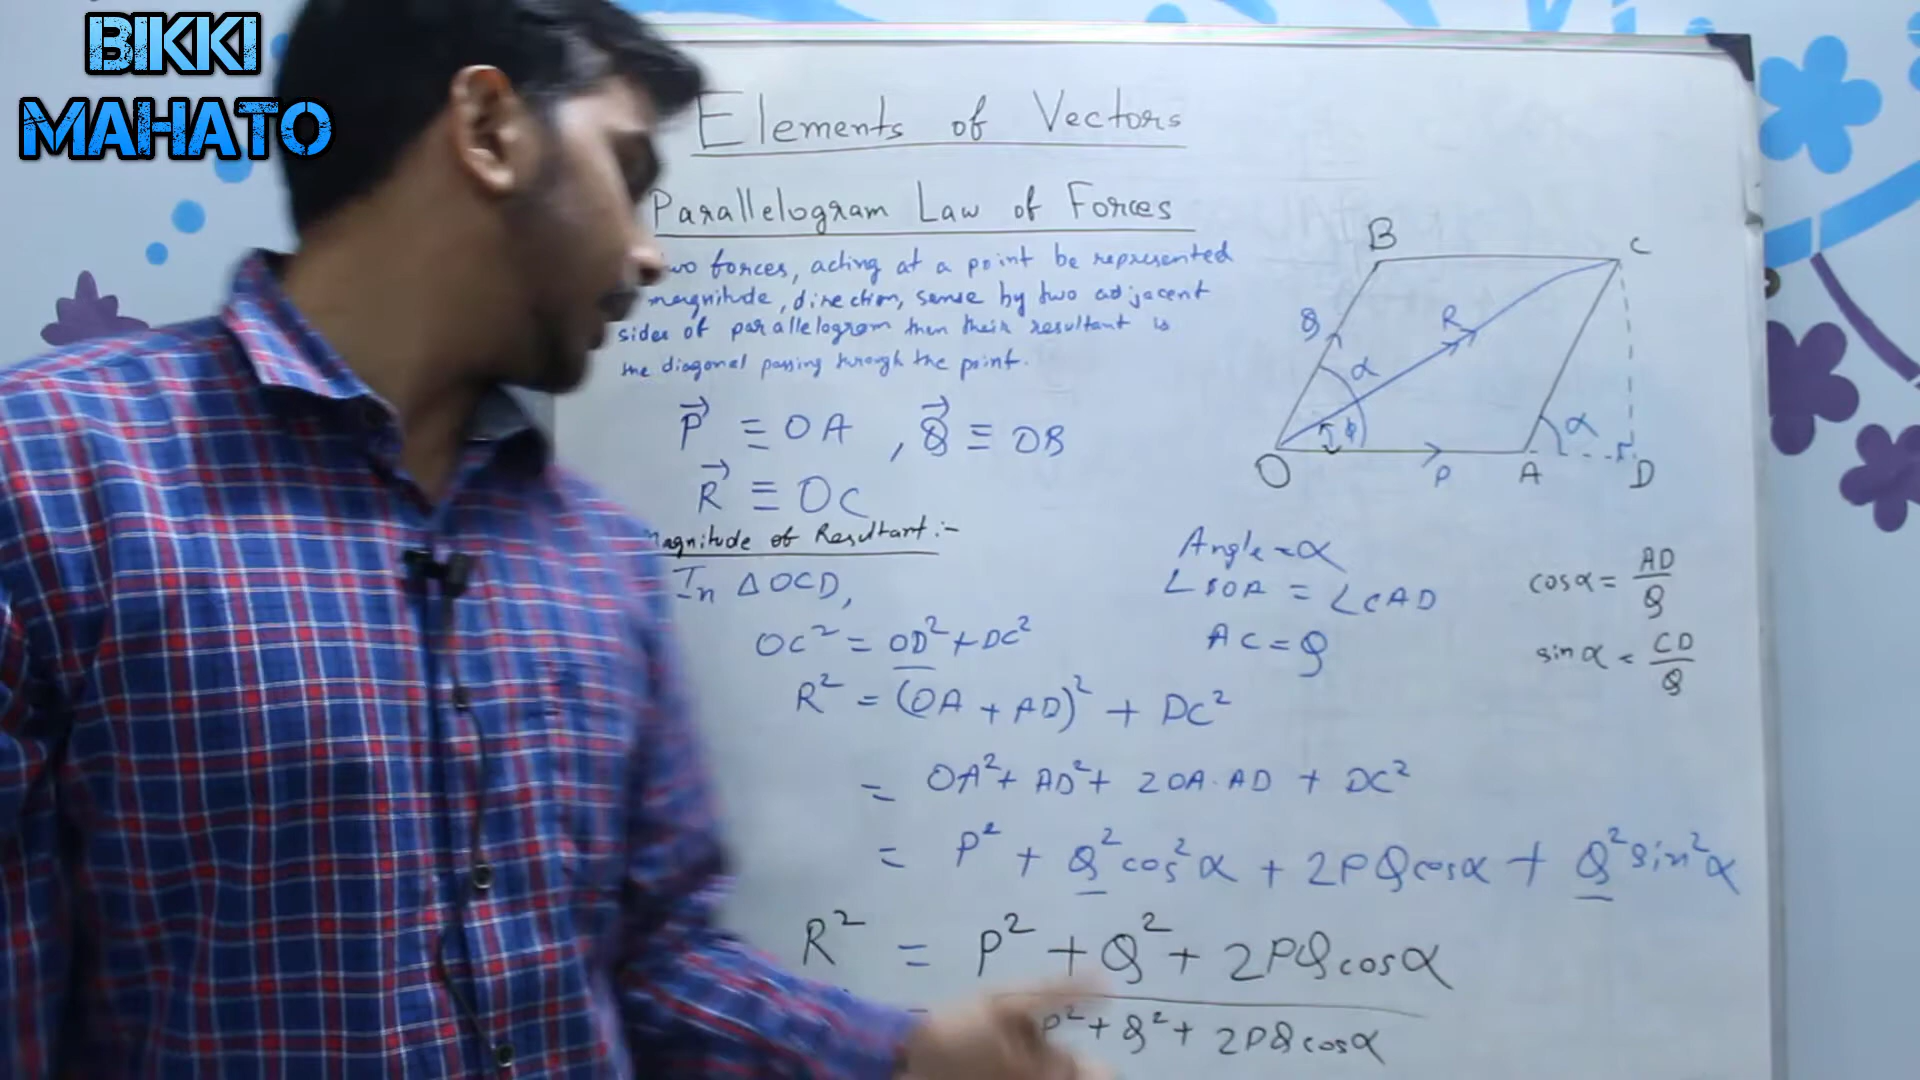 BIKKI
MAHATO
Elements of Vectors
Parallelogram Law of Forces
wo forces, acting at a point be represented
magnitude, direction, sense by two adjacent
sides of parallelogram then their resultant is
the diagonal passing through the point.
P⃗ ≡ OA , Q⃗ ≡ OB
R⃗ ≡ OC
Magnitude of Resultant :-
In Δ OCD,
OC² = OD² + DC²
R² = (OA + AD)² + DC²
= OA² + AD² + 2OA·AD + DC²
= P² + Q²cos²α + 2PQcosα + Q²sin²α
R² = P² + Q² + 2PQcosα
P² + Q² + 2PQcosα
B
C
Q
R
α
ϕ
α
O
P
A
D
Angle = α
∠BOA = ∠CAD
AC = Q
cosα = AD/Q
sinα = CD/Q